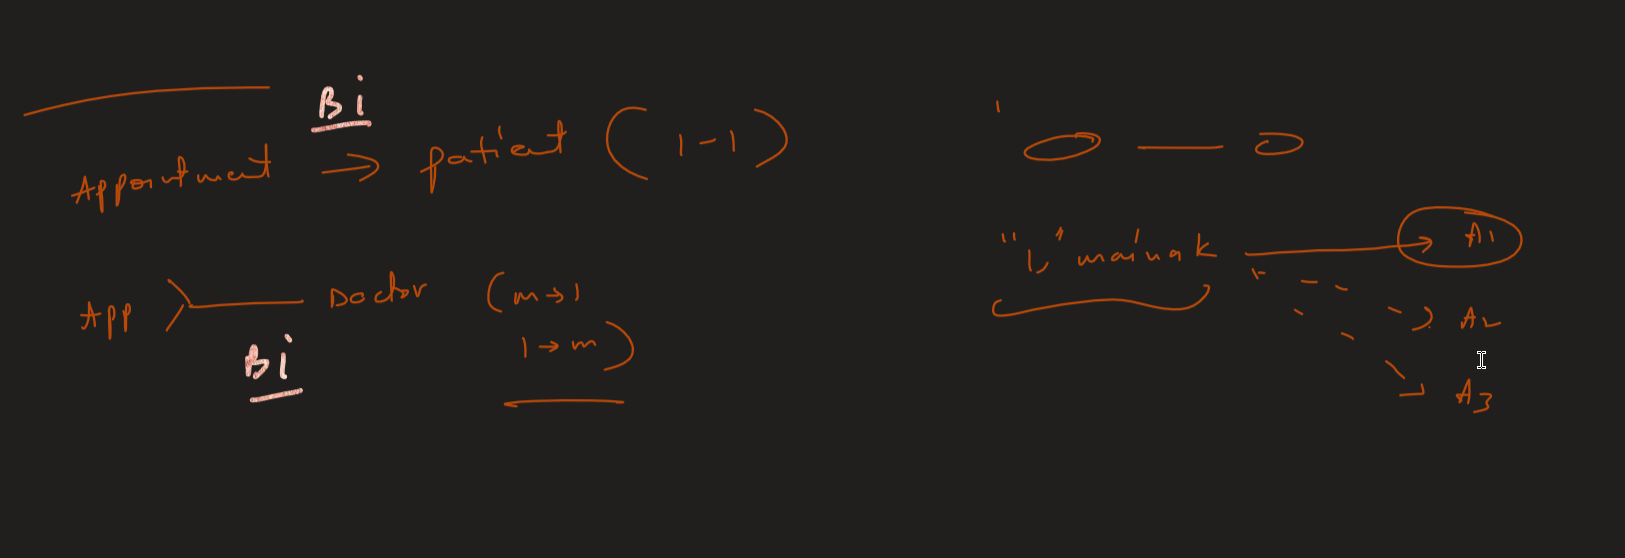 Bi
Appointment → patient (1-1)
App Doctor (m→1
1→m)
Bi
"1," mainak → A1
A2
A3